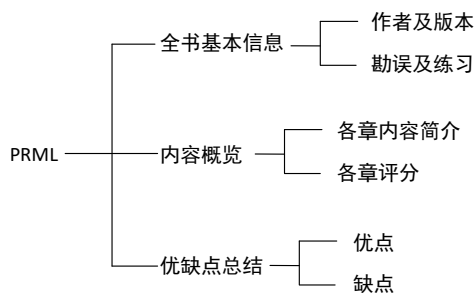 PRML
全书基本信息
作者及版本
勘误及练习
内容概览
各章内容简介
各章评分
优缺点总结
优点
缺点